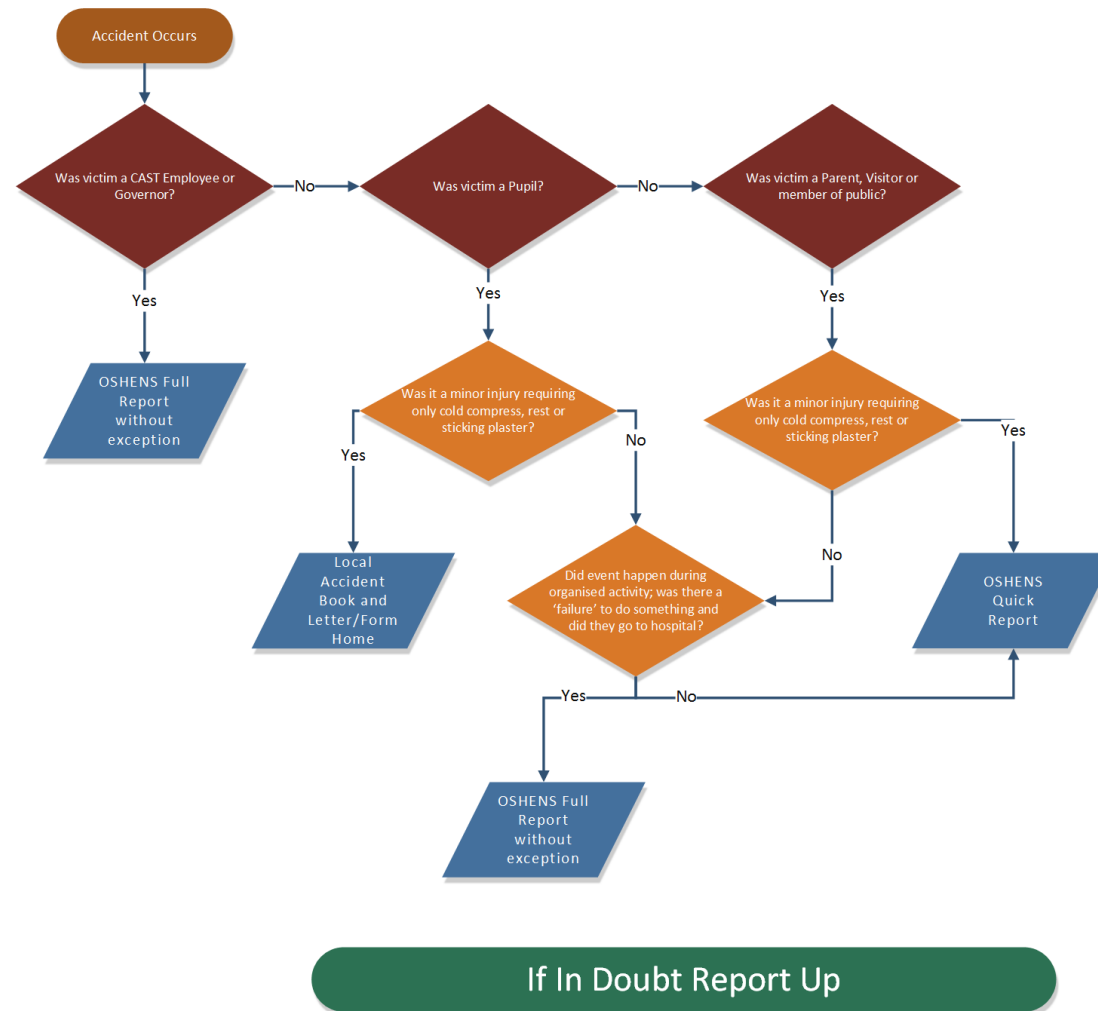 Accident Occurs
Was victim a CAST Employee or
Governor?
No
Was victim a Pupil?
No
Was victim a Parent, Visitor or
member of public?
Yes
Yes
Yes
OSHENS Full
Report
without
exception
Was it a minor injury requiring
only cold compress, rest or
sticking plaster?
Yes
No
Was it a minor injury requiring
only cold compress, rest or
sticking plaster?
Yes
No
Local
Accident
Book and
Letter/Form
Home
Did event happen during
organised activity; was there a
‘failure’ to do something and
did they go to hospital?
OSHENS
Quick
Report
Yes
No
OSHENS Full
Report
without
exception
If In Doubt Report Up